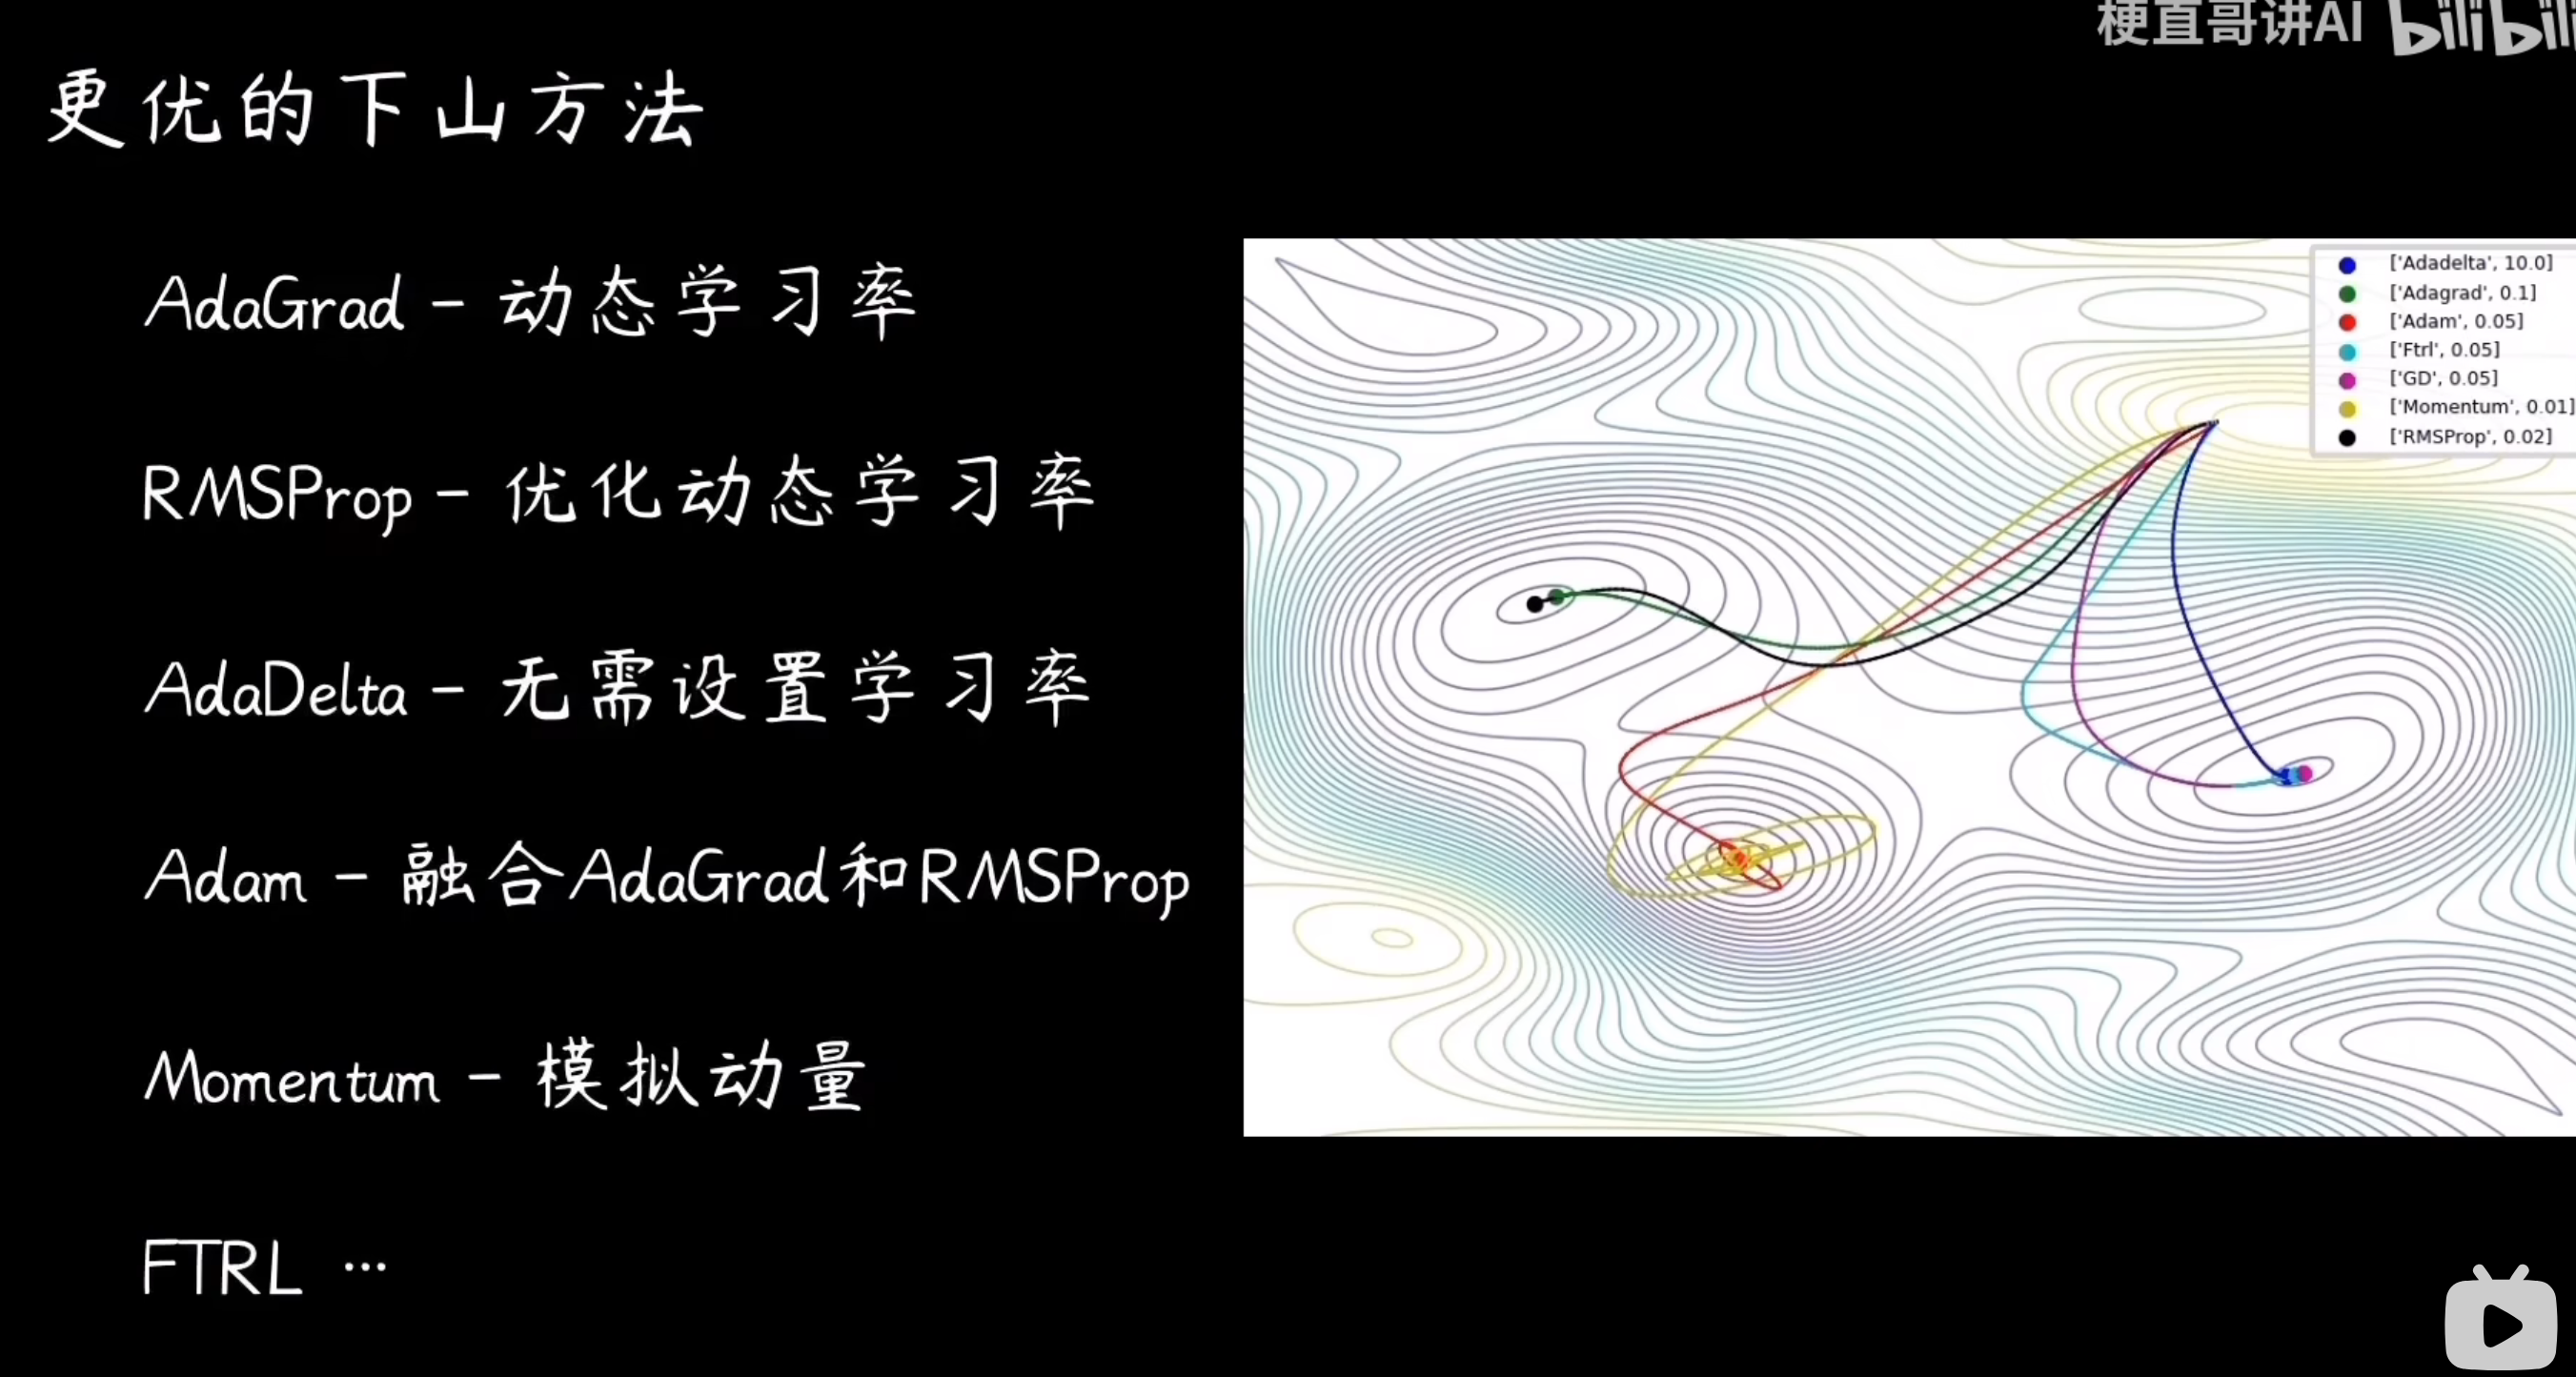 梗直哥讲AI bilibili
更优的下山方法
AdaGrad - 动态学习率
RMSProp - 优化动态学习率
AdaDelta - 无需设置学习率
Adam - 融合AdaGrad和RMSProp
Momentum - 模拟动量
FTRL …
['Adadelta', 10.0]
['Adagrad', 0.1]
['Adam', 0.05]
['Ftrl', 0.05]
['GD', 0.05]
['Momentum', 0.01]
['RMSProp', 0.02]